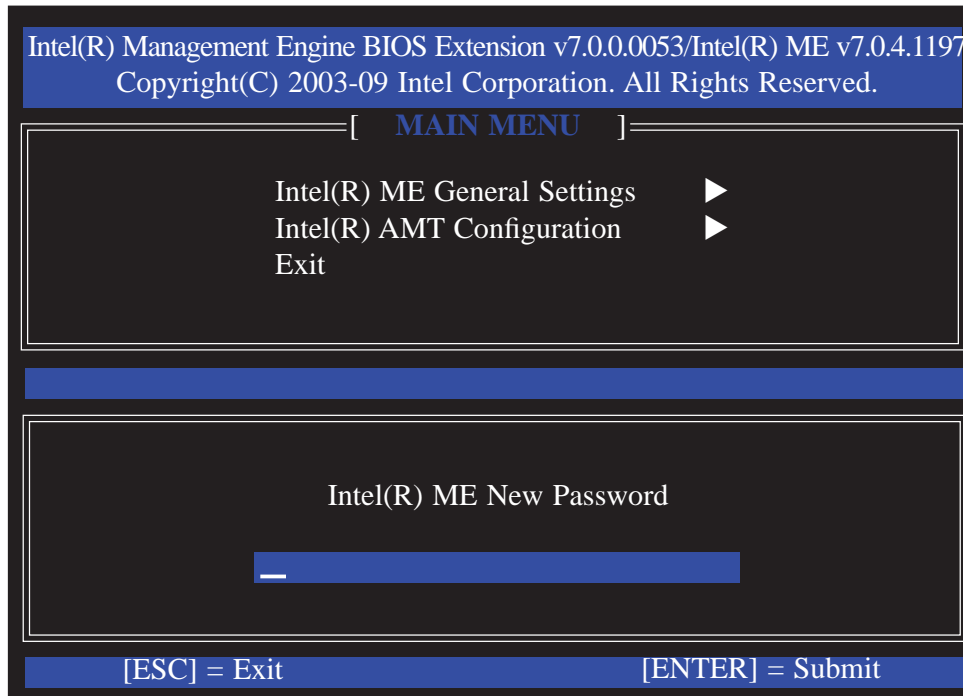 Intel(R) Management Engine BIOS Extension v7.0.0.0053/Intel(R) ME v7.0.4.1197
Copyright(C) 2003-09 Intel Corporation. All Rights Reserved.
[ MAIN MENU ]
Intel(R) ME General Settings ▶
Intel(R) AMT Configuration ▶
Exit
Intel(R) ME New Password
_
[ESC] = Exit [ENTER] = Submit